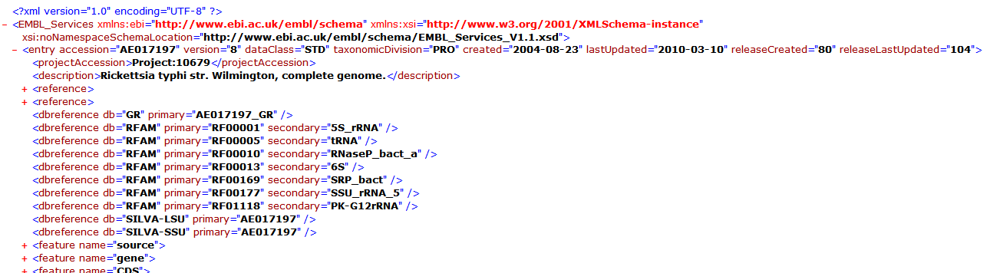 <?xml version="1.0" encoding="UTF-8" ?>
- <EMBL_Services xmlns:ebi="http://www.ebi.ac.uk/embl/schema" xmlns:xsi="http://www.w3.org/2001/XMLSchema-instance"
xsi:noNamespaceSchemaLocation="http://www.ebi.ac.uk/embl/schema/EMBL_Services_V1.1.xsd">
- <entry accession="AE017197" version="8" dataClass="STD" taxonomicDivision="PRO" created="2004-08-23" lastUpdated="2010-03-10" releaseCreated="80" releaseLastUpdated="104">
<projectAccession>Project:10679</projectAccession>
<description>Rickettsia typhi str. Wilmington, complete genome.</description>
+ <reference>
+ <reference>
<dbreference db="GR" primary="AE017197_GR" />
<dbreference db="RFAM" primary="RF00001" secondary="5S_rRNA" />
<dbreference db="RFAM" primary="RF00005" secondary="tRNA" />
<dbreference db="RFAM" primary="RF00010" secondary="RNaseP_bact_a" />
<dbreference db="RFAM" primary="RF00013" secondary="6S" />
<dbreference db="RFAM" primary="RF00169" secondary="SRP_bact" />
<dbreference db="RFAM" primary="RF00177" secondary="SSU_rRNA_5" />
<dbreference db="RFAM" primary="RF01118" secondary="PK-G12rRNA" />
<dbreference db="SILVA-LSU" primary="AE017197" />
<dbreference db="SILVA-SSU" primary="AE017197" />
+ <feature name="source">
+ <feature name="gene">
+ <feature name="CDS">